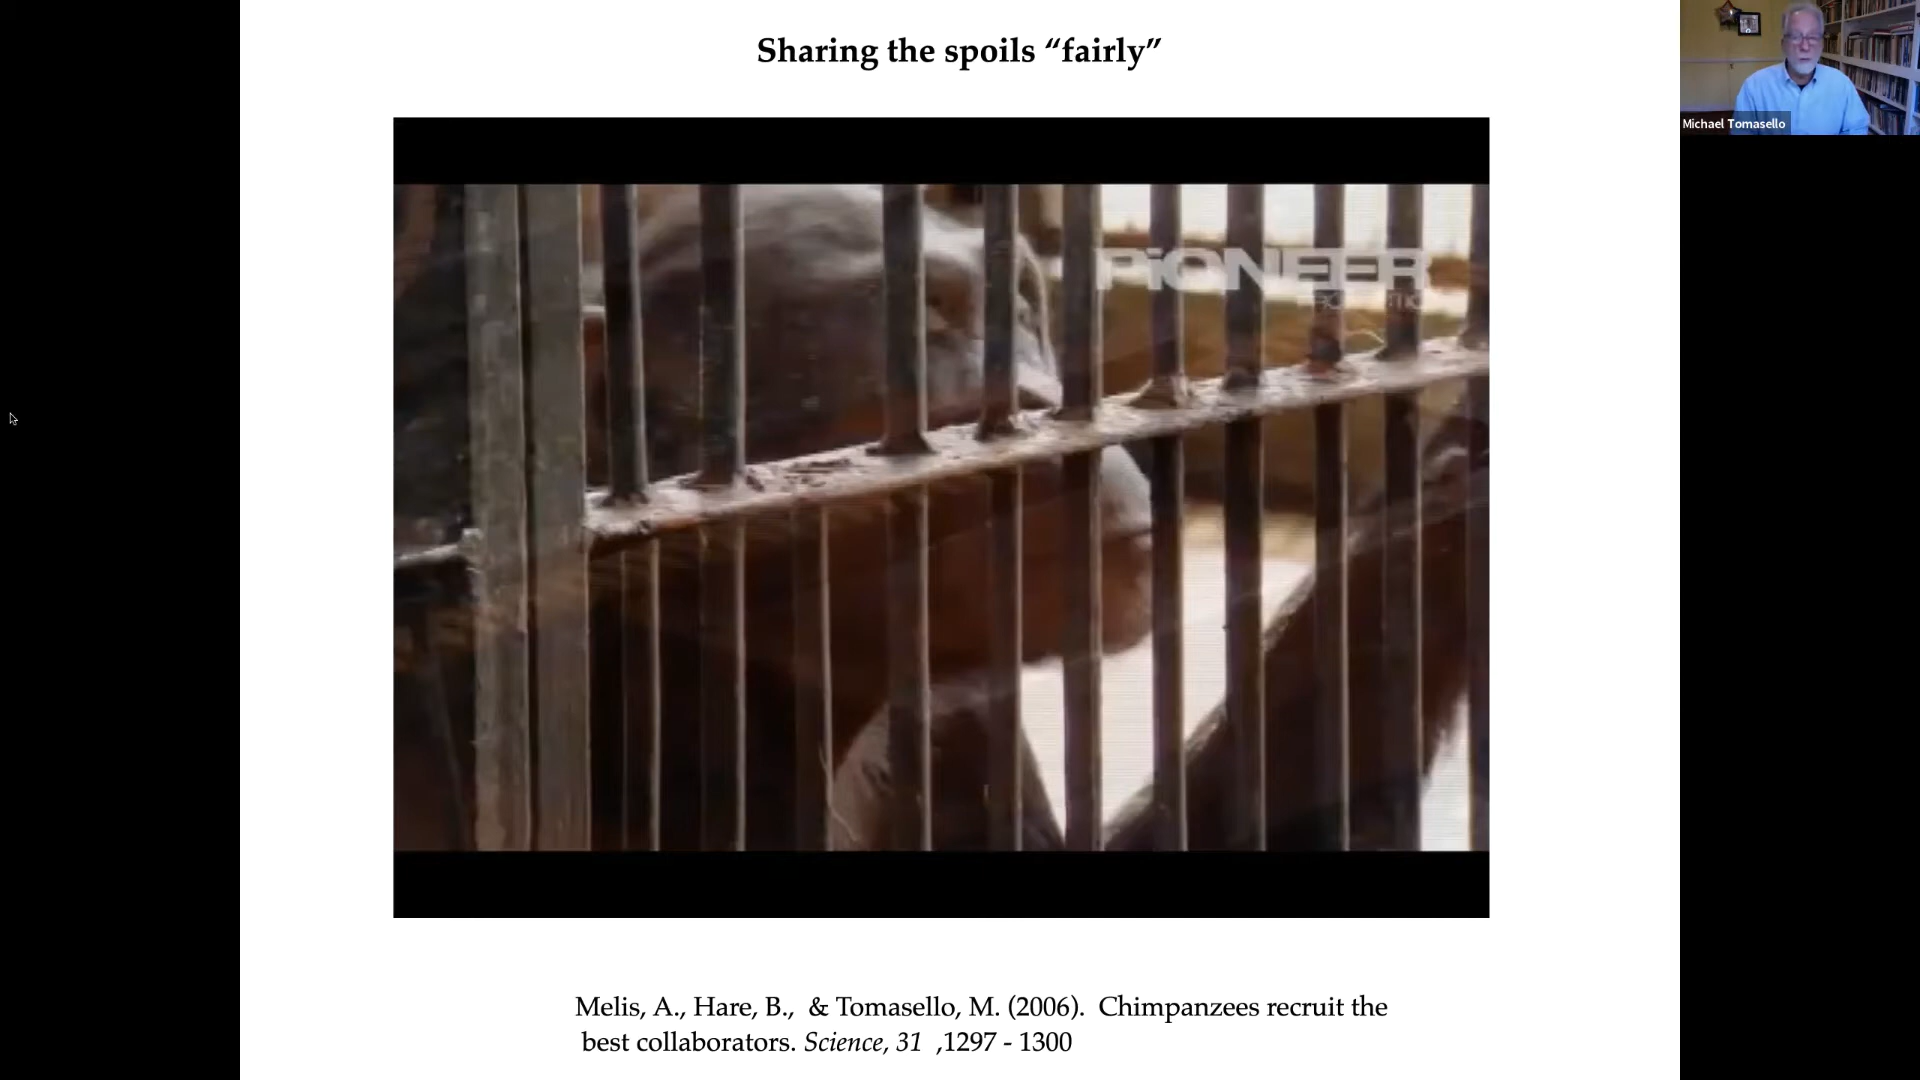 Sharing the spoils “fairly”
Michael Tomasello
PiONEER
Melis, A., Hare, B., & Tomasello, M. (2006). Chimpanzees recruit the
best collaborators. Science, 31 ,1297 - 1300